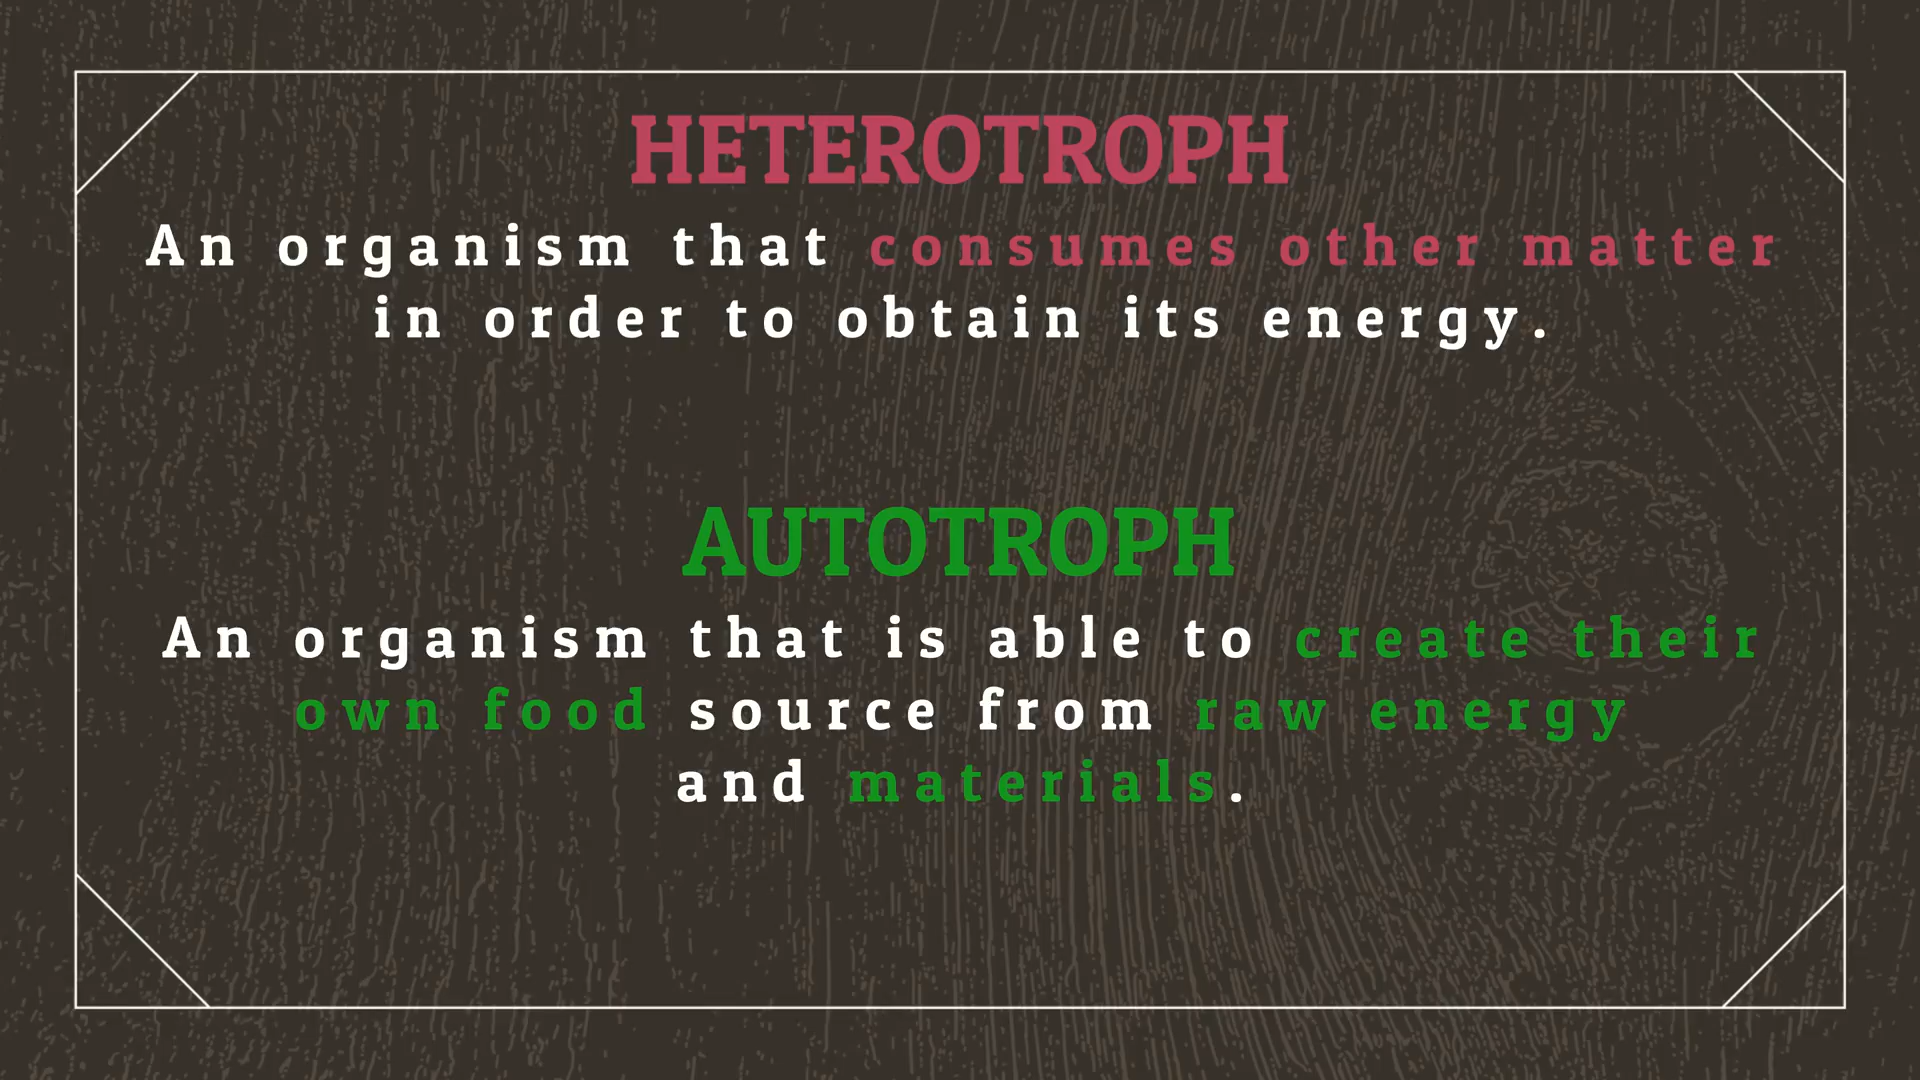 HETEROTROPH
An organism that consumes other matter
in order to obtain its energy.
AUTOTROPH
An organism that is able to create their
own food source from raw energy
and materials.